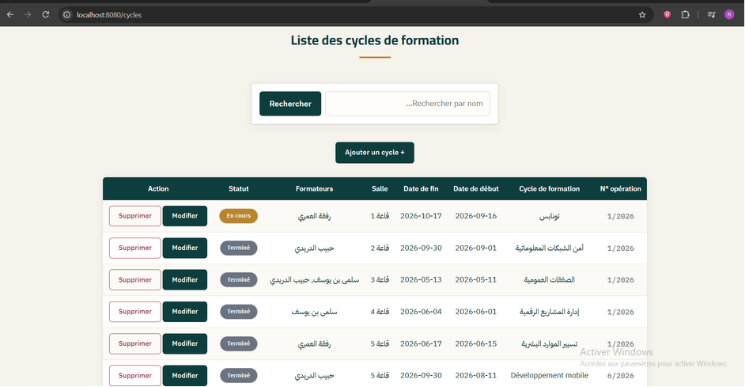 localhost:8080/cycles
Liste des cycles de formation
Rechercher ...Rechercher par nom
Ajouter un cycle +
Action Statut Formateurs Salle Date de fin Date de début Cycle de formation N° opération
Supprimer Modifier En cours رفقة العمري قاعة 1 2026-10-17 2026-09-16 تونابس 1/2026
Supprimer Modifier Terminé حبيب الدريدي قاعة 2 2026-09-30 2026-09-01 أمن الشبكات المعلوماتية 1/2026
Supprimer Modifier Terminé سلمى بن يوسف, حبيب الدريدي قاعة 3 2026-05-13 2026-05-11 الصفقات العمومية 1/2026
Supprimer Modifier Terminé سلمى بن يوسف قاعة 4 2026-06-04 2026-06-01 إدارة المشاريع الرقمية 1/2026
Supprimer Modifier Terminé رفقة العمري قاعة 5 2026-06-17 2026-06-15 تسيير الموارد البشرية 1/2026
Supprimer Modifier Terminé حبيب الدريدي قاعة 5 2026-09-30 2026-08-11 Développement mobile 6/2026
Activer Windows
Accédez aux paramètres pour activer Windows.